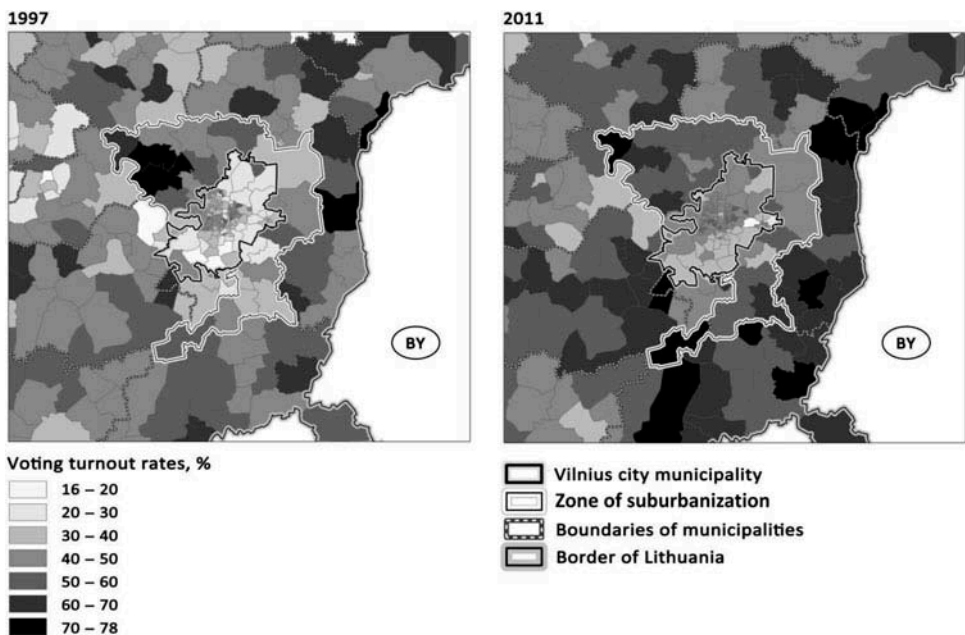 1997
2011
BY
BY
Voting turnout rates, %
16 – 20
20 – 30
30 – 40
40 – 50
50 – 60
60 – 70
70 – 78
Vilnius city municipality
Zone of suburbanization
Boundaries of municipalities
Border of Lithuania